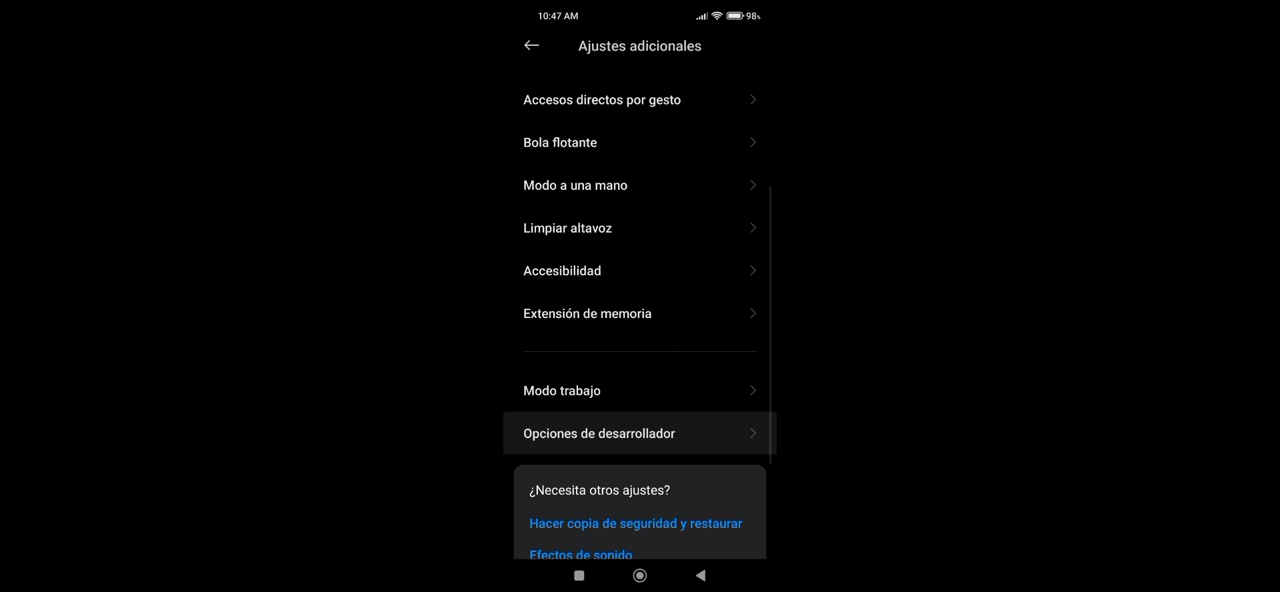 10:47 AM
98%
Ajustes adicionales
Accesos directos por gesto
Bola flotante
Modo a una mano
Limpiar altavoz
Accesibilidad
Extensión de memoria
Modo trabajo
Opciones de desarrollador
¿Necesita otros ajustes?
Hacer copia de seguridad y restaurar
Efectos de sonido